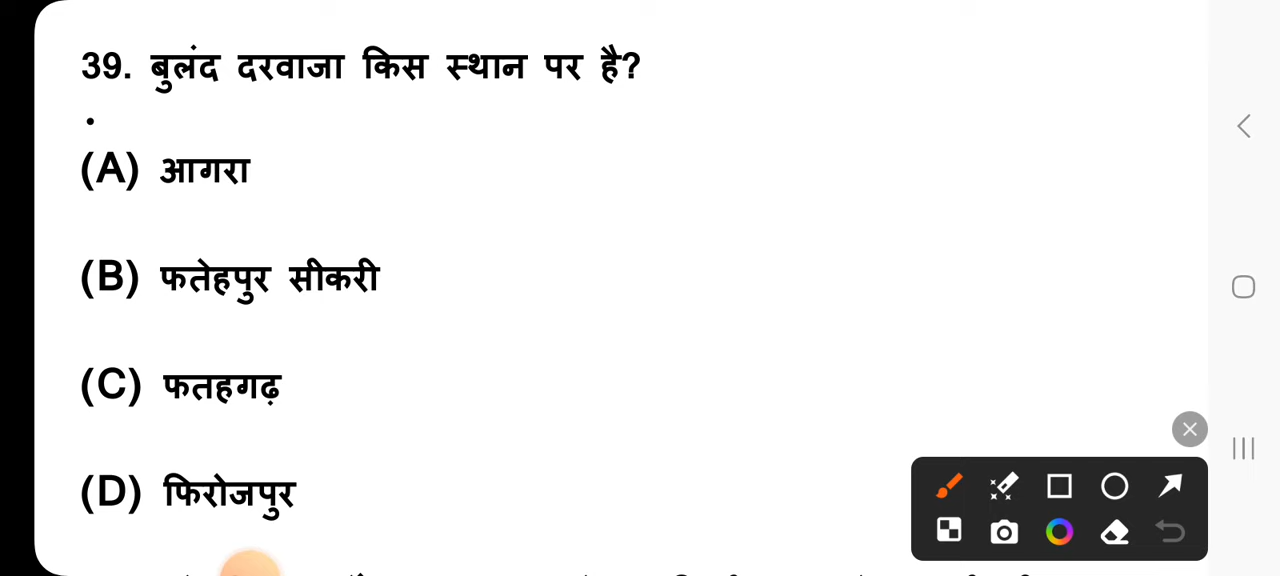 39. बुलंद दरवाजा किस स्थान पर है?
(A) आगरा
(B) फतेहपुर सीकरी
(C) फतहगढ़
(D) फिरोजपुर